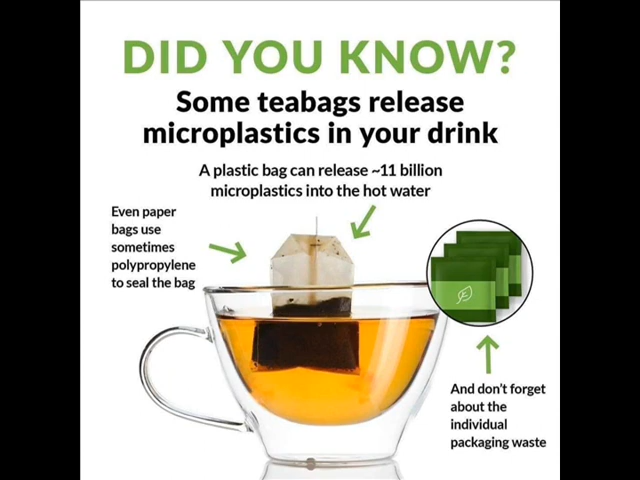 DID YOU KNOW?
Some teabags release
microplastics in your drink
A plastic bag can release ~11 billion
microplastics into the hot water
Even paper
bags use
sometimes
polypropylene
to seal the bag
And don't forget
about the
individual
packaging waste